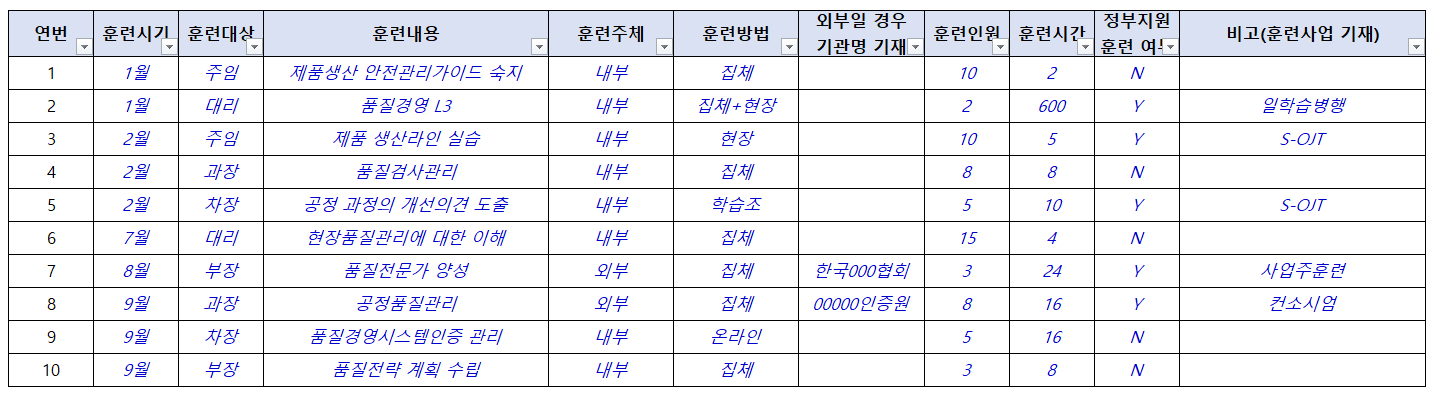 연번 훈련시기 훈련대상 훈련내용 훈련주체 훈련방법 외부일 경우 기관명 기재 훈련인원 훈련시간 정부지원 훈련 여부 비고(훈련사업 기재)
1 1월 주임 제품생산 안전관리가이드 숙지 내부 집체 10 2 N
2 1월 대리 품질경영 L3 내부 집체+현장 2 600 Y 일학습병행
3 2월 주임 제품 생산라인 실습 내부 현장 10 5 Y S-OJT
4 2월 과장 품질검사관리 내부 집체 8 8 N
5 2월 차장 공정 과정의 개선의견 도출 내부 학습조 5 10 Y S-OJT
6 7월 대리 현장품질관리에 대한 이해 내부 집체 15 4 N
7 8월 부장 품질전문가 양성 외부 집체 한국000협회 3 24 Y 사업주훈련
8 9월 과장 공정품질관리 외부 집체 00000인증원 8 16 Y 컨소시엄
9 9월 차장 품질경영시스템인증 관리 내부 온라인 5 16 N
10 9월 부장 품질전략 계획 수립 내부 집체 3 8 N